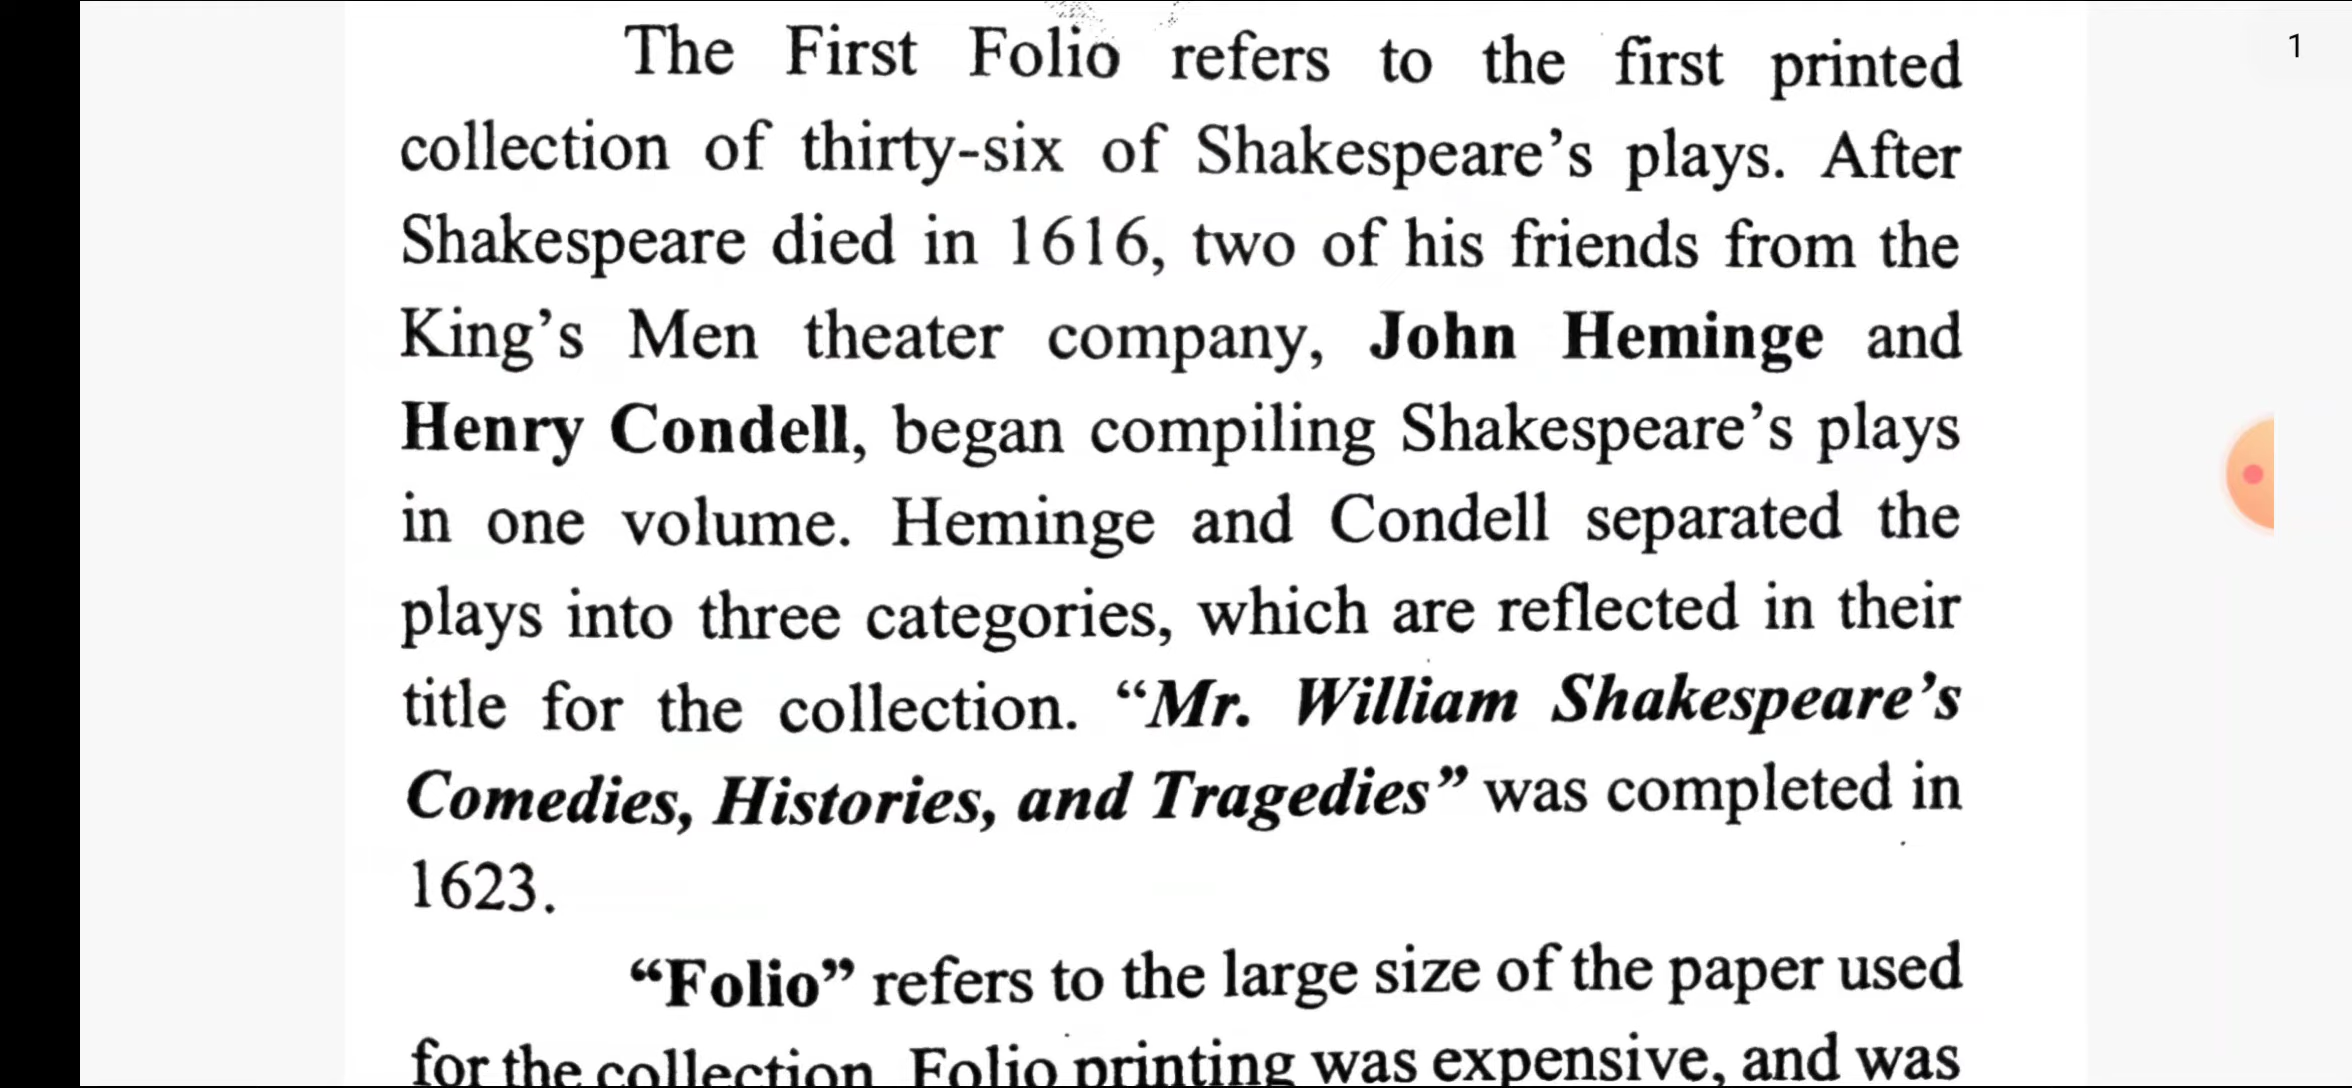 1
The First Folio refers to the first printed
collection of thirty-six of Shakespeare’s plays. After
Shakespeare died in 1616, two of his friends from the
King’s Men theater company, John Heminge and
Henry Condell, began compiling Shakespeare’s plays
in one volume. Heminge and Condell separated the
plays into three categories, which are reflected in their
title for the collection. “Mr. William Shakespeare’s
Comedies, Histories, and Tragedies” was completed in
1623.
“Folio” refers to the large size of the paper used
for the collection. Folio printing was expensive, and was